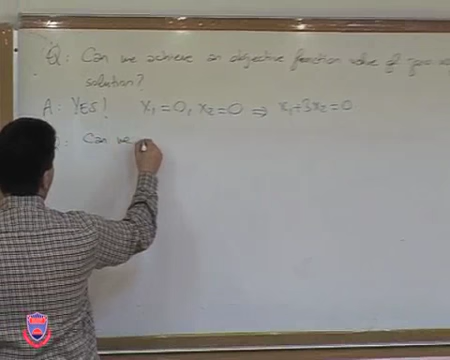 Q: Can we achieve an objective function value of zero
solution?
A: YES! x₁=0, x₂=0 ⇒ x₁+3x₂=0
Can we